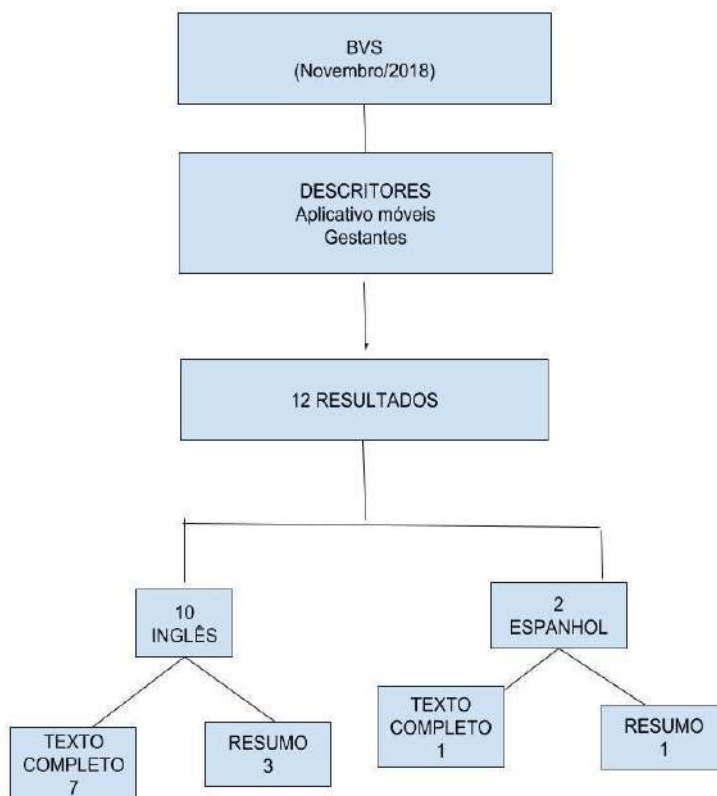 BVS
(Novembro/2018)
DESCRITORES
Aplicativo móveis
Gestantes
12 RESULTADOS
10
INGLÊS
2
ESPANHOL
TEXTO
COMPLETO
7
RESUMO
3
TEXTO
COMPLETO
1
RESUMO
1